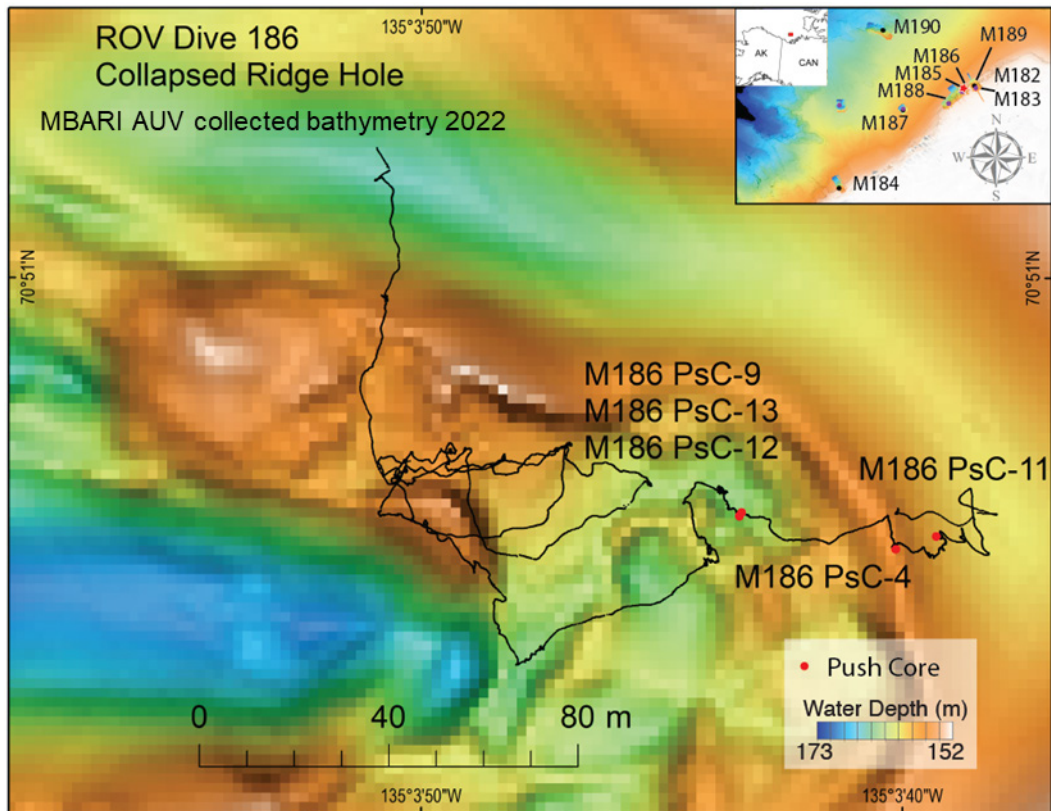 ROV Dive 186
Collapsed Ridge Hole
MBARI AUV collected bathymetry 2022
135°3'50"W
AK
CAN
M190
M189
M186
M185
M182
M188
M183
M187
N
W
E
S
M184
70°51'N
70°51'N
M186 PsC-9
M186 PsC-13
M186 PsC-12
M186 PsC-11
M186 PsC-4
Push Core
Water Depth (m)
173
152
0
40
80 m
135°3'50"W
135°3'40"W